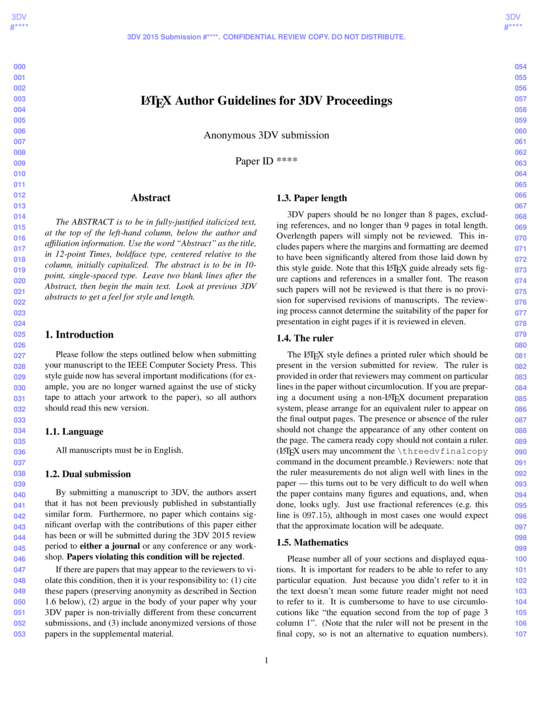 3DV
#****
3DV
#****
3DV 2015 Submission #****. CONFIDENTIAL REVIEW COPY. DO NOT DISTRIBUTE.
LATEX Author Guidelines for 3DV Proceedings
Anonymous 3DV submission
Paper ID ****
000
001
002
003
004
005
006
007
008
009
010
011
012
013
014
015
016
017
018
019
020
021
022
023
024
025
026
027
028
029
030
031
032
033
034
035
036
037
038
039
040
041
042
043
044
045
046
047
048
049
050
051
052
053
Abstract
The ABSTRACT is to be in fully-justified italicized text,
at the top of the left-hand column, below the author and
affiliation information. Use the word “Abstract” as the title,
in 12-point Times, boldface type, centered relative to the
column, initially capitalized. The abstract is to be in 10-
point, single-spaced type. Leave two blank lines after the
Abstract, then begin the main text. Look at previous 3DV
abstracts to get a feel for style and length.
1. Introduction
Please follow the steps outlined below when submitting
your manuscript to the IEEE Computer Society Press. This
style guide now has several important modifications (for ex-
ample, you are no longer warned against the use of sticky
tape to attach your artwork to the paper), so all authors
should read this new version.
1.1. Language
All manuscripts must be in English.
1.2. Dual submission
By submitting a manuscript to 3DV, the authors assert
that it has not been previously published in substantially
similar form. Furthermore, no paper which contains sig-
nificant overlap with the contributions of this paper either
has been or will be submitted during the 3DV 2015 review
period to either a journal or any conference or any work-
shop. Papers violating this condition will be rejected.
If there are papers that may appear to the reviewers to vi-
olate this condition, then it is your responsibility to: (1) cite
these papers (preserving anonymity as described in Section
1.6 below), (2) argue in the body of your paper why your
3DV paper is non-trivially different from these concurrent
submissions, and (3) include anonymized versions of those
papers in the supplemental material.
1.3. Paper length
3DV papers should be no longer than 8 pages, exclud-
ing references, and no longer than 9 pages in total length.
Overlength papers will simply not be reviewed. This in-
cludes papers where the margins and formatting are deemed
to have been significantly altered from those laid down by
this style guide. Note that this LATEX guide already sets fig-
ure captions and references in a smaller font. The reason
such papers will not be reviewed is that there is no provi-
sion for supervised revisions of manuscripts. The review-
ing process cannot determine the suitability of the paper for
presentation in eight pages if it is reviewed in eleven.
1.4. The ruler
The LATEX style defines a printed ruler which should be
present in the version submitted for review. The ruler is
provided in order that reviewers may comment on particular
lines in the paper without circumlocution. If you are prepar-
ing a document using a non-LATEX document preparation
system, please arrange for an equivalent ruler to appear on
the final output pages. The presence or absence of the ruler
should not change the appearance of any other content on
the page. The camera ready copy should not contain a ruler.
(LATEX users may uncomment the \threedvfinalcopy
command in the document preamble.) Reviewers: note that
the ruler measurements do not align well with lines in the
paper — this turns out to be very difficult to do well when
the paper contains many figures and equations, and, when
done, looks ugly. Just use fractional references (e.g. this
line is 097.15), although in most cases one would expect
that the approximate location will be adequate.
1.5. Mathematics
Please number all of your sections and displayed equa-
tions. It is important for readers to be able to refer to any
particular equation. Just because you didn’t refer to it in
the text doesn’t mean some future reader might not need
to refer to it. It is cumbersome to have to use circumlo-
cutions like “the equation second from the top of page 3
column 1”. (Note that the ruler will not be present in the
final copy, so is not an alternative to equation numbers).
054
055
056
057
058
059
060
061
062
063
064
065
066
067
068
069
070
071
072
073
074
075
076
077
078
079
080
081
082
083
084
085
086
087
088
089
090
091
092
093
094
095
096
097
098
099
100
101
102
103
104
105
106
107
1